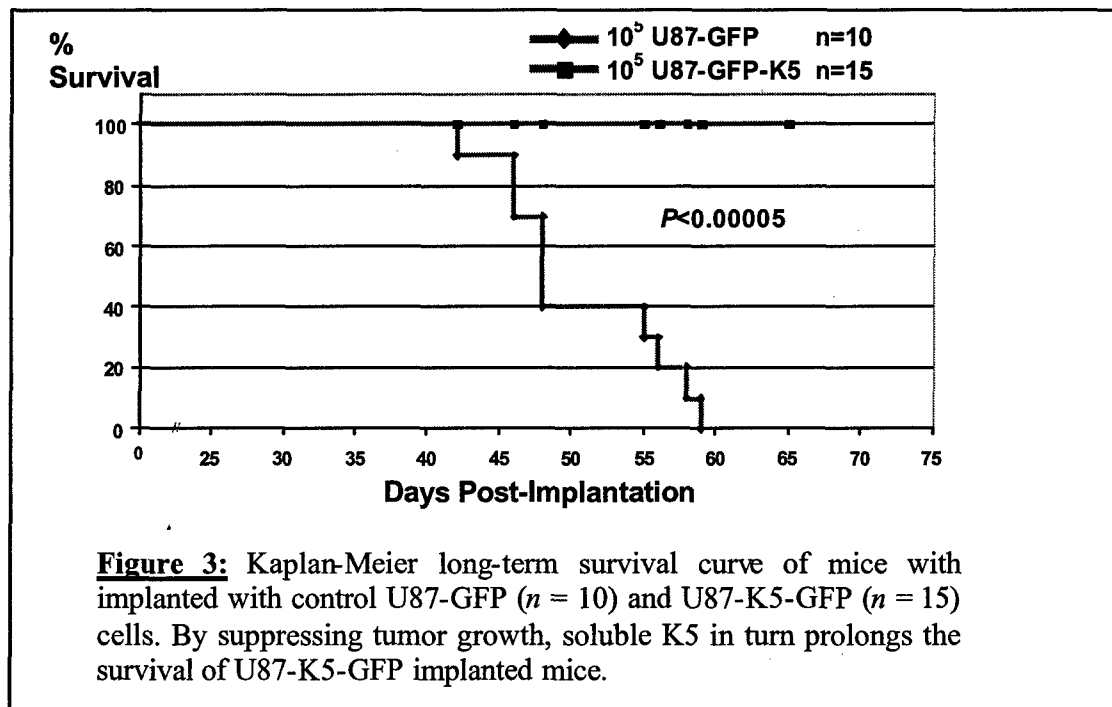 %
Survival
10⁵ U87-GFP n=10
10⁵ U87-GFP-K5 n=15
100
80
60
40
20
0
P<0.00005
0 25 30 35 40 45 50 55 60 65 70 75
Days Post-Implantation
Figure 3: Kaplan-Meier long-term survival curve of mice with
implanted with control U87-GFP (n = 10) and U87-K5-GFP (n = 15)
cells. By suppressing tumor growth, soluble K5 in turn prolongs the
survival of U87-K5-GFP implanted mice.